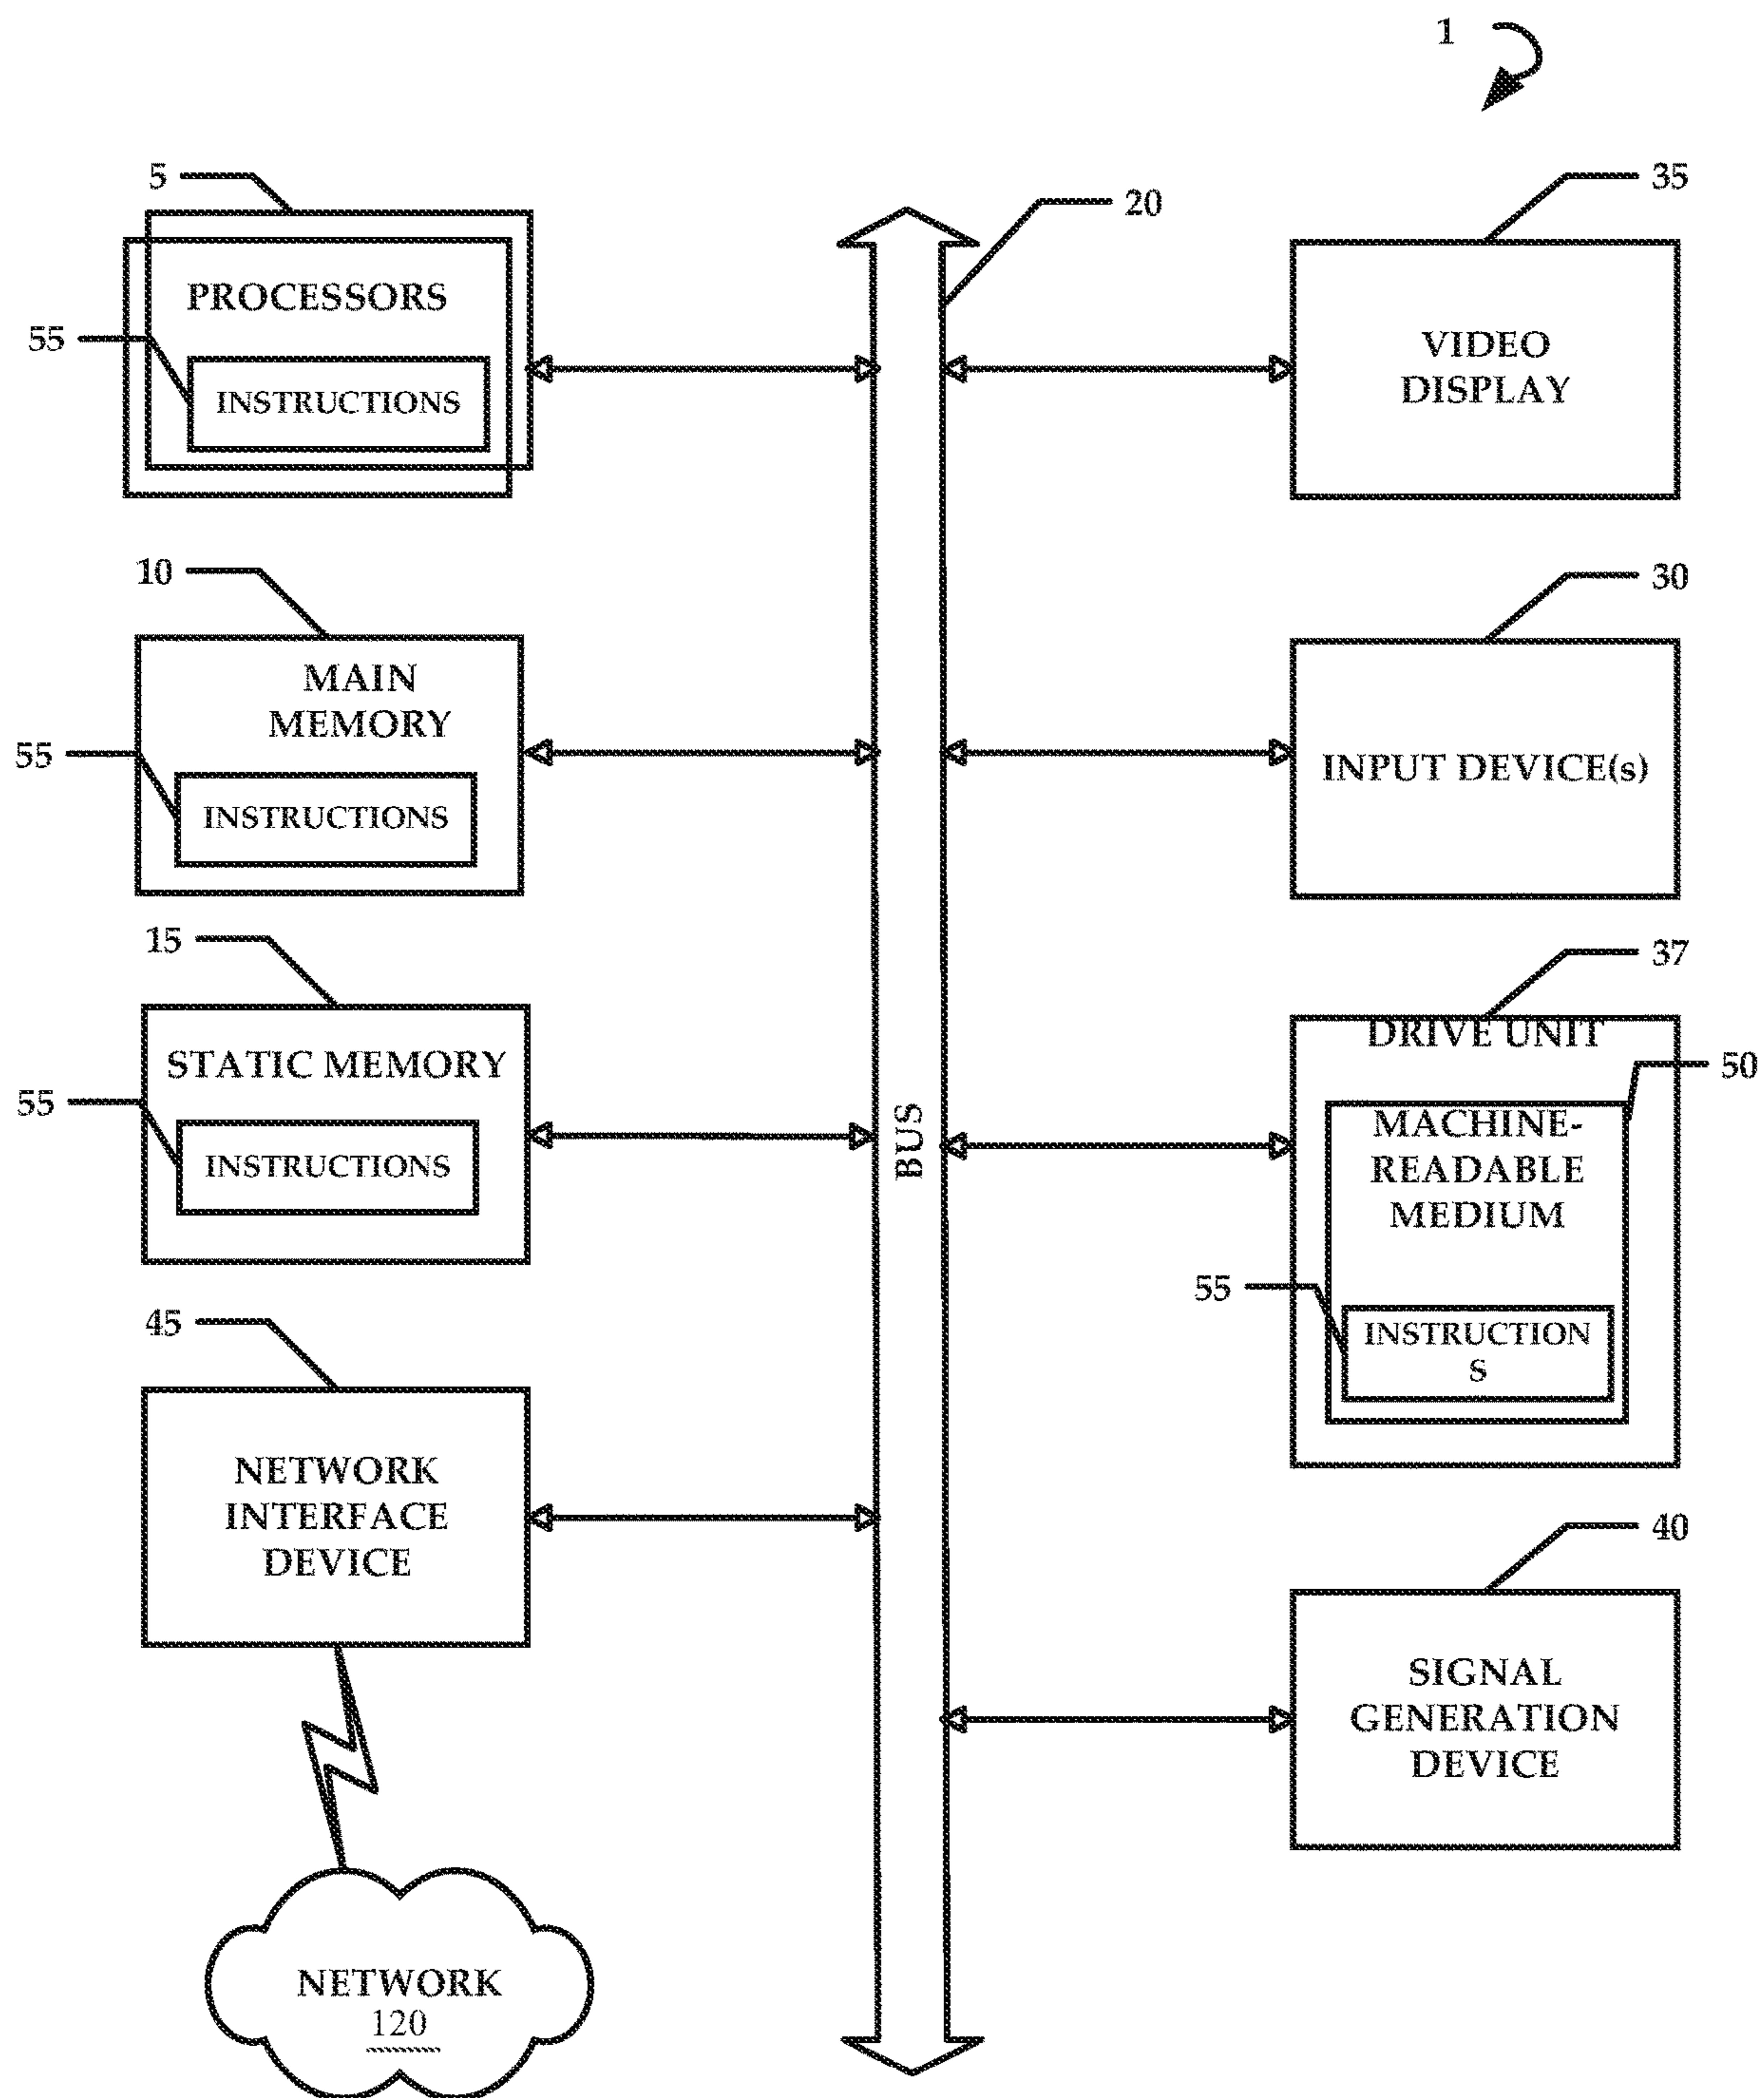 1
5
PROCESSORS
55
INSTRUCTIONS
20
35
VIDEO
DISPLAY
10
MAIN
MEMORY
55
INSTRUCTIONS
30
INPUT DEVICE(s)
15
STATIC MEMORY
55
INSTRUCTIONS
BUS
37
DRIVE UNIT
50
MACHINE-
READABLE
MEDIUM
55
INSTRUCTION
S
45
NETWORK
INTERFACE
DEVICE
40
SIGNAL
GENERATION
DEVICE
NETWORK
120